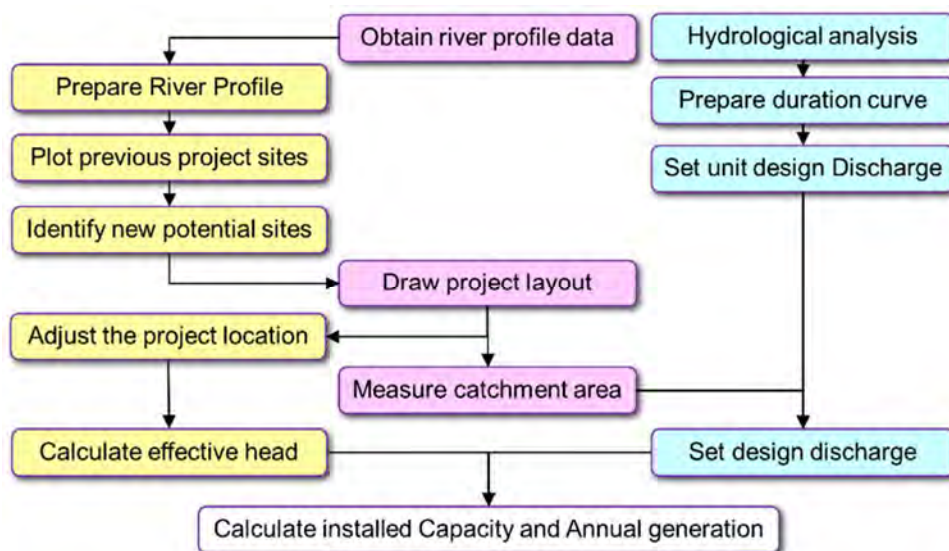 Obtain river profile data
Hydrological analysis
Prepare River Profile
Prepare duration curve
Plot previous project sites
Set unit design Discharge
Identify new potential sites
Draw project layout
Adjust the project location
Measure catchment area
Calculate effective head
Set design discharge
Calculate installed Capacity and Annual generation